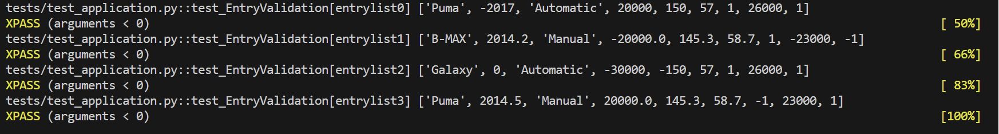 tests/test_application.py::test_EntryValidation[entrylist0] ['Puma', -2017, 'Automatic', 20000, 150, 57, 1, 26000, 1]
XPASS (arguments < 0) [ 50%]
tests/test_application.py::test_EntryValidation[entrylist1] ['B-MAX', 2014.2, 'Manual', -20000.0, 145.3, 58.7, 1, -23000, -1]
XPASS (arguments < 0) [ 66%]
tests/test_application.py::test_EntryValidation[entrylist2] ['Galaxy', 0, 'Automatic', -30000, -150, 57, 1, 26000, 1]
XPASS (arguments < 0) [ 83%]
tests/test_application.py::test_EntryValidation[entrylist3] ['Puma', 2014.5, 'Manual', 20000.0, 145.3, 58.7, -1, 23000, 1]
XPASS (arguments < 0) [100%]